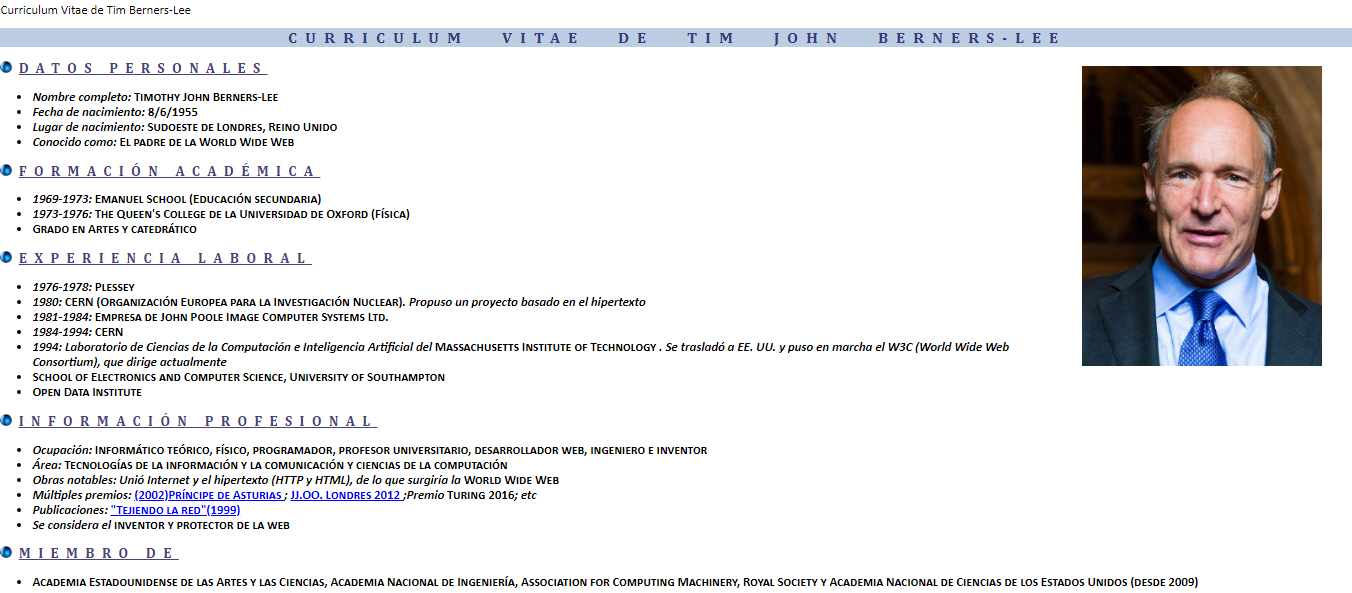 Curriculum Vitae de Tim Berners-Lee
CURRICULUM VITAE DE TIM JOHN BERNERS-LEE
DATOS PERSONALES
Nombre completo: Timothy John Berners-Lee
Fecha de nacimiento: 8/6/1955
Lugar de nacimiento: sudoeste de Londres, Reino Unido
Conocido como: El padre de la World Wide Web
FORMACIÓN ACADÉMICA
1969-1973: Emanuel School (Educación secundaria)
1973-1976: The Queen's College de la Universidad de Oxford (Física)
Grado en Artes y catedrático
EXPERIENCIA LABORAL
1976-1978: Plessey
1980: CERN (Organización Europea para la Investigación Nuclear). Propuso un proyecto basado en el hipertexto
1981-1984: Empresa de John Poole Image Computer Systems Ltd.
1984-1994: CERN
1994: Laboratorio de Ciencias de la Computación e Inteligencia Artificial del Massachusetts Institute of Technology . Se trasladó a EE. UU. y puso en marcha el W3C (World Wide Web
Consortium), que dirige actualmente
School of Electronics and Computer Science, University of Southampton
Open Data Institute
INFORMACIÓN PROFESIONAL
Ocupación: Informático teórico, físico, programador, profesor universitario, desarrollador web, ingeniero e inventor
Área: Tecnologías de la información y la comunicación y ciencias de la computación
Obras notables: Unió Internet y el hipertexto (HTTP y HTML), de lo que surgiría la World Wide Web
Múltiples premios: (2002)Príncipe de Asturias ; JJ.OO. Londres 2012 ;Premio Turing 2016; etc
Publicaciones: "Tejiendo la red"(1999)
Se considera el inventor y protector de la web
MIEMBRO DE
Academia Estadounidense de las Artes y las Ciencias, Academia Nacional de Ingeniería, Association for Computing Machinery, Royal Society y Academia Nacional de Ciencias de los Estados Unidos (desde 2009)